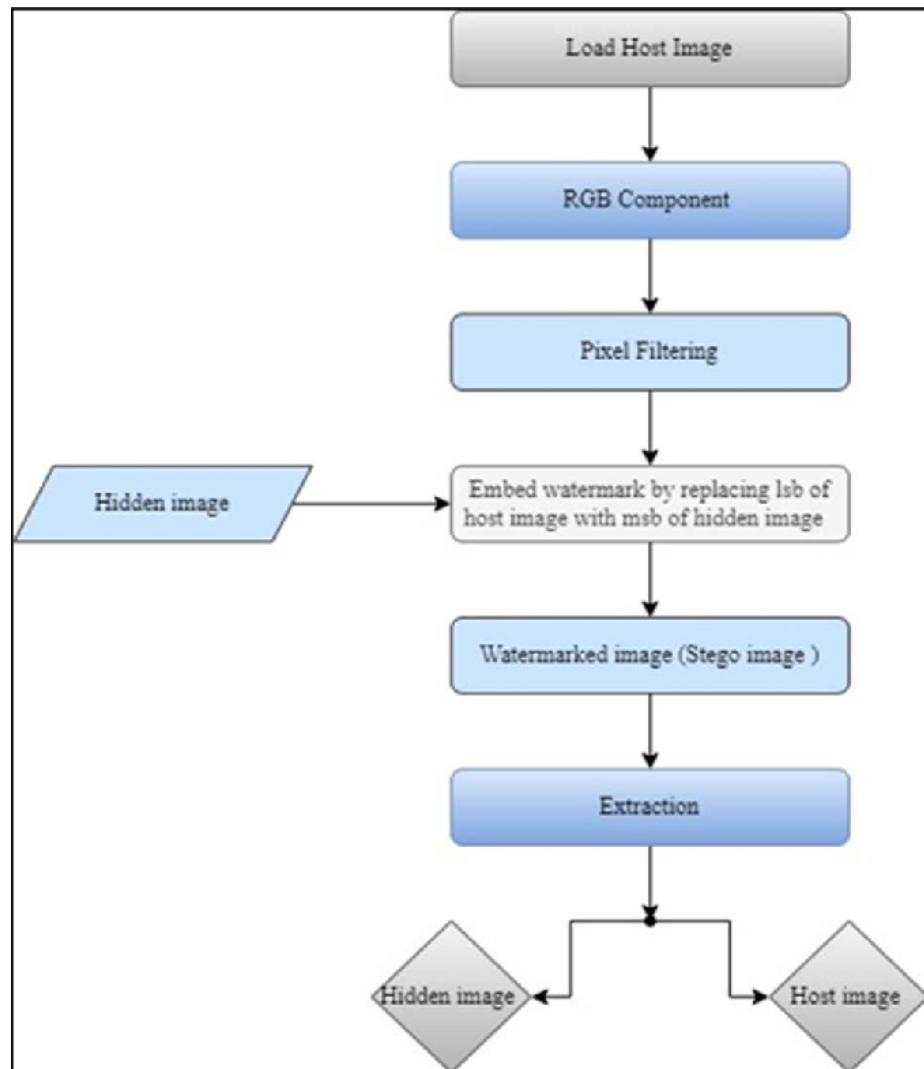 Load Host Image
RGB Component
Pixel Filtering
Hidden image
Embed watermark by replacing lsb of
host image with msb of hidden image
Watermarked image (Stego image )
Extraction
Hidden image
Host image